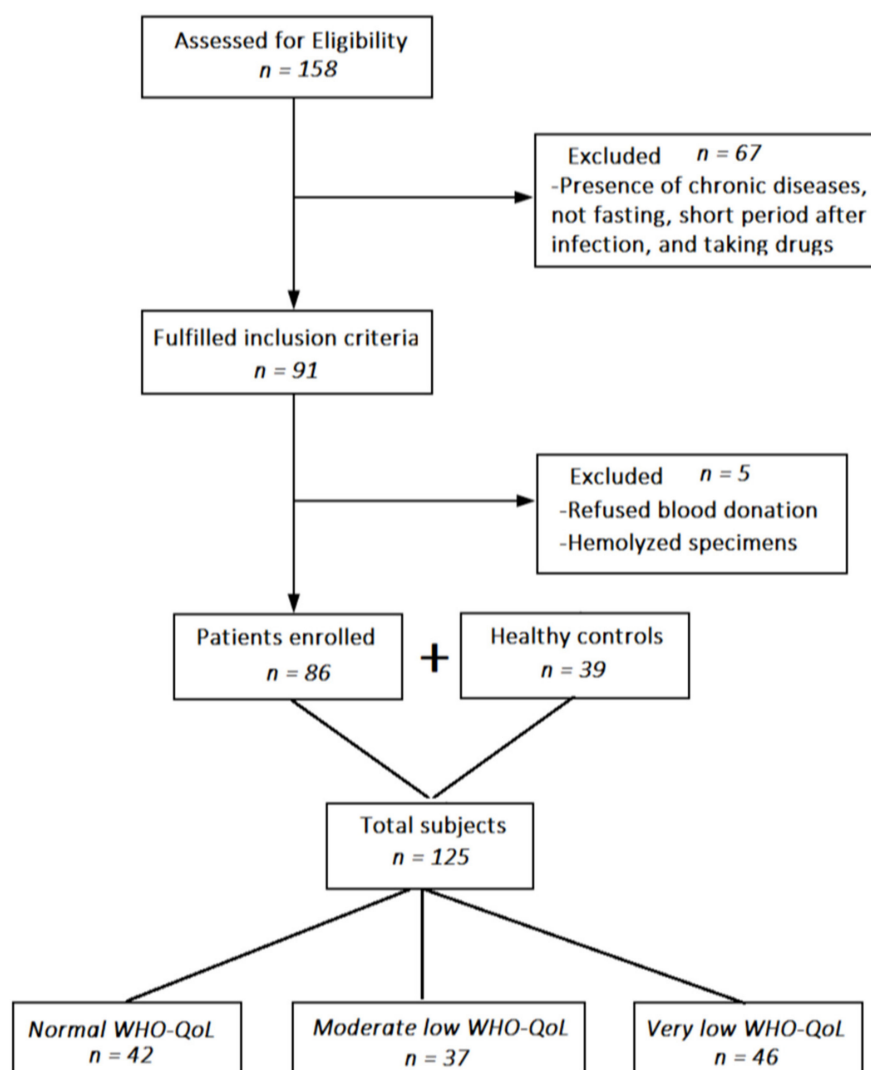 Assessed for Eligibility
n = 158
Excluded n = 67
-Presence of chronic diseases,
not fasting, short period after
infection, and taking drugs
Fulfilled inclusion criteria
n = 91
Excluded n = 5
-Refused blood donation
-Hemolyzed specimens
Patients enrolled
n = 86
+
Healthy controls
n = 39
Total subjects
n = 125
Normal WHO-QoL
n = 42
Moderate low WHO-QoL
n = 37
Very low WHO-QoL
n = 46